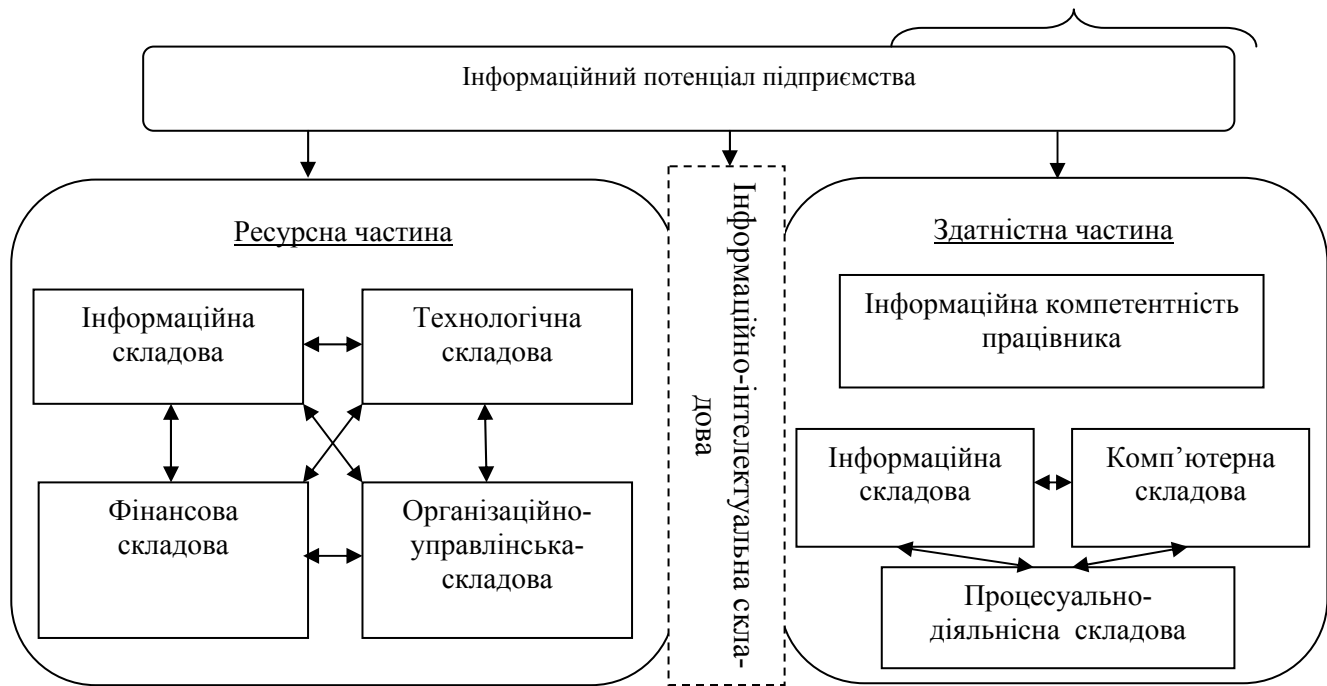 Інформаційний потенціал підприємства
Ресурсна частина
Інформаційна
складова
Технологічна
складова
Фінансова
складова
Організаційно-
управлінська-
складова
Інформаційно-інтелектуальна скла-
дова
Здатністна частина
Інформаційна компетентність
працівника
Інформаційна
складова
Комп’ютерна
складова
Процесуально-
діяльнісна складова